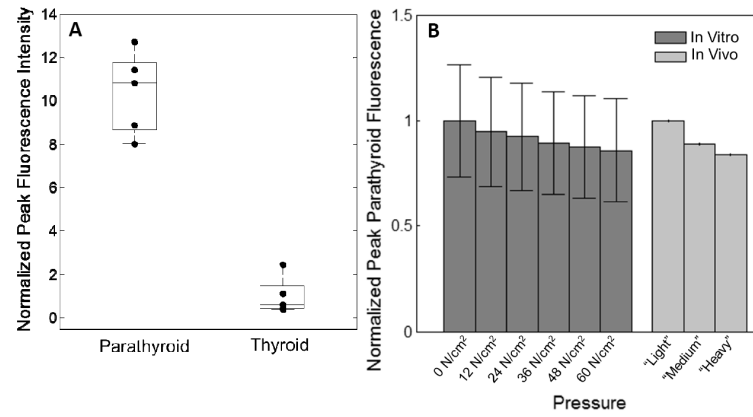 A
Normalized Peak Fluorescence Intensity
14
12
10
8
6
4
2
0
Parathyroid
Thyroid
B
Normalized Peak Parathyroid Fluorescence
1.5
1
0.5
0
In Vitro
In Vivo
0 N/cm²
12 N/cm²
24 N/cm²
36 N/cm²
48 N/cm²
60 N/cm²
"Light"
"Medium"
"Heavy"
Pressure